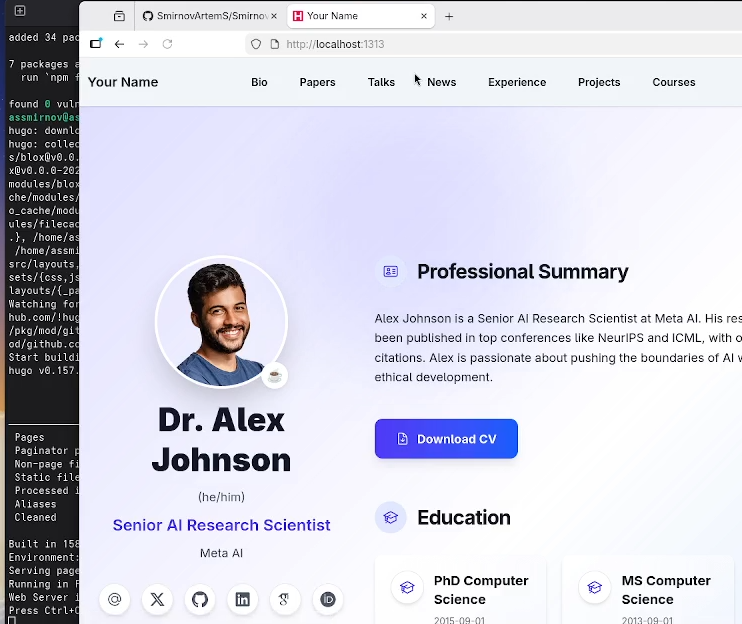 added 34 pac
7 packages a
run `npm f
found 0 vuln
assmirnov@as
hugo: downlo
hugo: collec
s/blox@v0.0.
x@v0.0.0-202
modules/blox
che/modules/
o_cache/modu
ules/filecac
.}, /home/as
/home/assmi
src/layouts,
sets/{css,js
layouts/{_pa
Watching for
hub.com/!hug
/pkg/mod/git
od/github.co
Start buildi
hugo v0.157.
Pages
Paginator p
Non-page fi
Static file
Processed i
Aliases
Cleaned
Built in 158
Environment:
Serving page
Running in F
Web Server i
Press Ctrl+C
SmirnovArtemS/Smirnov
Your Name
http://localhost:1313
Your Name
Bio
Papers
Talks
News
Experience
Projects
Courses
Dr. Alex
Johnson
(he/him)
Senior AI Research Scientist
Meta AI
Professional Summary
Alex Johnson is a Senior AI Research Scientist at Meta AI. His res
been published in top conferences like NeurIPS and ICML, with o
citations. Alex is passionate about pushing the boundaries of AI w
ethical development.
Download CV
Education
PhD Computer
Science
2015-09-01
MS Computer
Science
2013-09-01